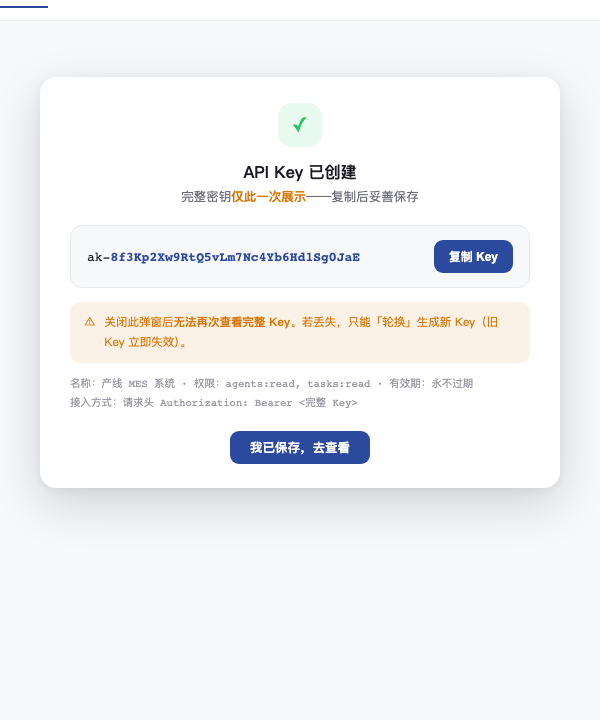 ✓
API Key 已创建
完整密钥仅此一次展示——复制后妥善保存
ak-8f3Kp2Xw9RtQ5vLm7Nc4Yb6Hd1Sg0JaE
复制 Key
⚠ 关闭此弹窗后无法再次查看完整 Key。若丢失，只能「轮换」生成新 Key（旧
Key 立即失效）。
名称：产线 MES 系统 · 权限：agents:read, tasks:read · 有效期：永不过期
接入方式：请求头 Authorization: Bearer <完整 Key>
我已保存，去查看